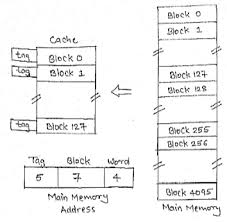 Cache
tag Block 0
tag Block 1
tag Block 127
Block 0
Block 1
Block 127
Block 128
Block 255
Block 256
Block 4095
Main Memory
Tag Block Word
5 7 4
Main Memory
Address